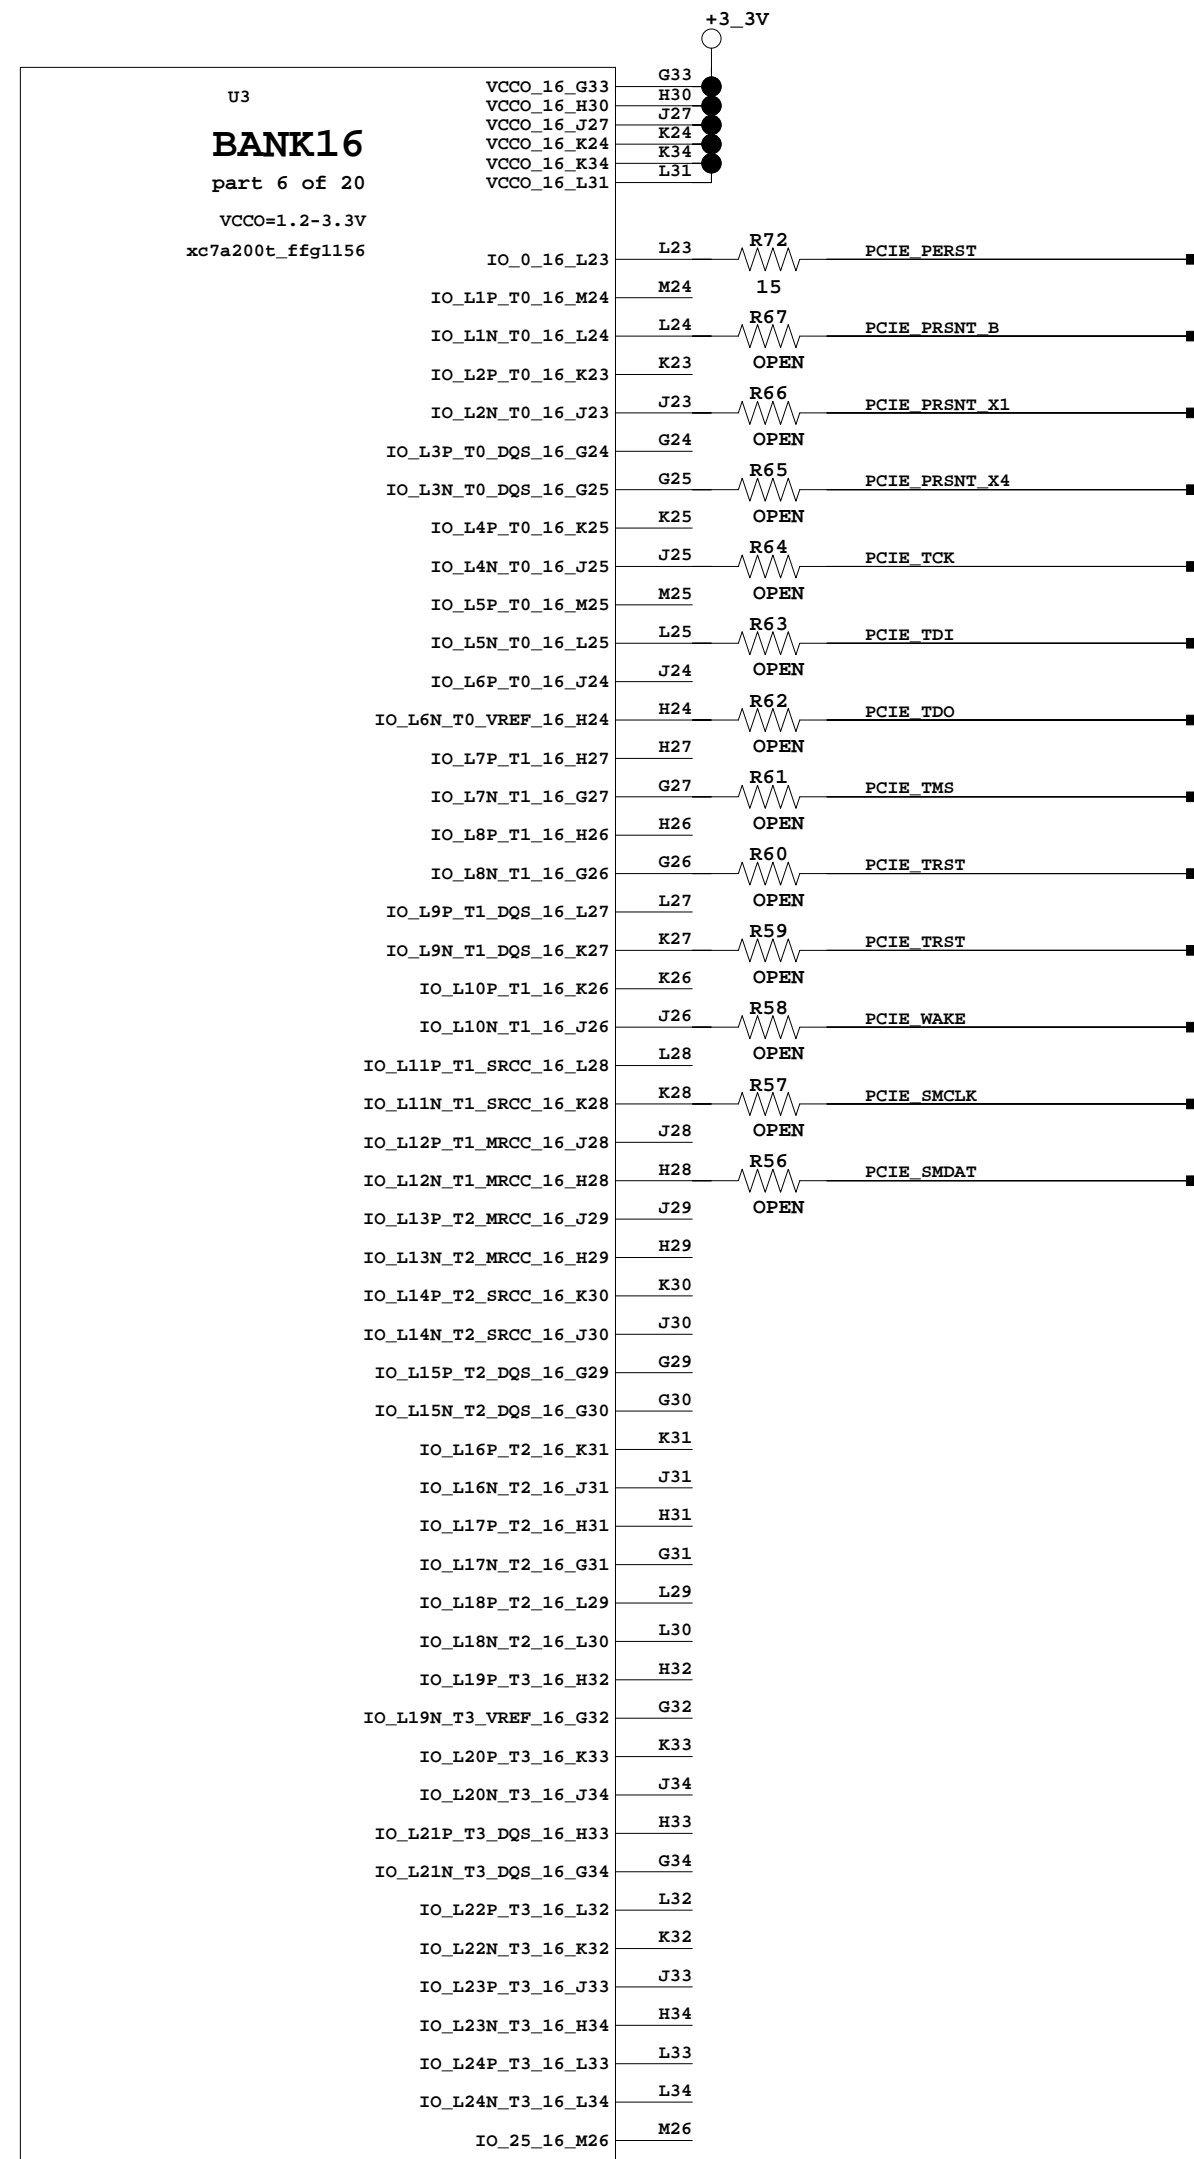 +3_3V
U3
BANK16
part 6 of 20
VCCO=1.2-3.3V
xc7a200t_ffg1156
VCCO_16_G33 G33
VCCO_16_H30 H30
VCCO_16_J27 J27
VCCO_16_K24 K24
VCCO_16_K34 K34
VCCO_16_L31 L31
IO_0_16_L23 L23 R72 PCIE_PERST
15
IO_L1P_T0_16_M24 M24
IO_L1N_T0_16_L24 L24 R67 PCIE_PRSNT_B
OPEN
IO_L2P_T0_16_K23 K23
IO_L2N_T0_16_J23 J23 R66 PCIE_PRSNT_X1
OPEN
IO_L3P_T0_DQS_16_G24 G24
IO_L3N_T0_DQS_16_G25 G25 R65 PCIE_PRSNT_X4
OPEN
IO_L4P_T0_16_K25 K25
IO_L4N_T0_16_J25 J25 R64 PCIE_TCK
OPEN
IO_L5P_T0_16_M25 M25
IO_L5N_T0_16_L25 L25 R63 PCIE_TDI
OPEN
IO_L6P_T0_16_J24 J24
IO_L6N_T0_VREF_16_H24 H24 R62 PCIE_TDO
OPEN
IO_L7P_T1_16_H27 H27
IO_L7N_T1_16_G27 G27 R61 PCIE_TMS
OPEN
IO_L8P_T1_16_H26 H26
IO_L8N_T1_16_G26 G26 R60 PCIE_TRST
OPEN
IO_L9P_T1_DQS_16_L27 L27
IO_L9N_T1_DQS_16_K27 K27 R59 PCIE_TRST
OPEN
IO_L10P_T1_16_K26 K26
IO_L10N_T1_16_J26 J26 R58 PCIE_WAKE
OPEN
IO_L11P_T1_SRCC_16_L28 L28
IO_L11N_T1_SRCC_16_K28 K28 R57 PCIE_SMCLK
OPEN
IO_L12P_T1_MRCC_16_J28 J28
IO_L12N_T1_MRCC_16_H28 H28 R56 PCIE_SMDAT
OPEN
IO_L13P_T2_MRCC_16_J29 J29
IO_L13N_T2_MRCC_16_H29 H29
IO_L14P_T2_SRCC_16_K30 K30
IO_L14N_T2_SRCC_16_J30 J30
IO_L15P_T2_DQS_16_G29 G29
IO_L15N_T2_DQS_16_G30 G30
IO_L16P_T2_16_K31 K31
IO_L16N_T2_16_J31 J31
IO_L17P_T2_16_H31 H31
IO_L17N_T2_16_G31 G31
IO_L18P_T2_16_L29 L29
IO_L18N_T2_16_L30 L30
IO_L19P_T3_16_H32 H32
IO_L19N_T3_VREF_16_G32 G32
IO_L20P_T3_16_K33 K33
IO_L20N_T3_16_J34 J34
IO_L21P_T3_DQS_16_H33 H33
IO_L21N_T3_DQS_16_G34 G34
IO_L22P_T3_16_L32 L32
IO_L22N_T3_16_K32 K32
IO_L23P_T3_16_J33 J33
IO_L23N_T3_16_H34 H34
IO_L24P_T3_16_L33 L33
IO_L24N_T3_16_L34 L34
IO_25_16_M26 M26